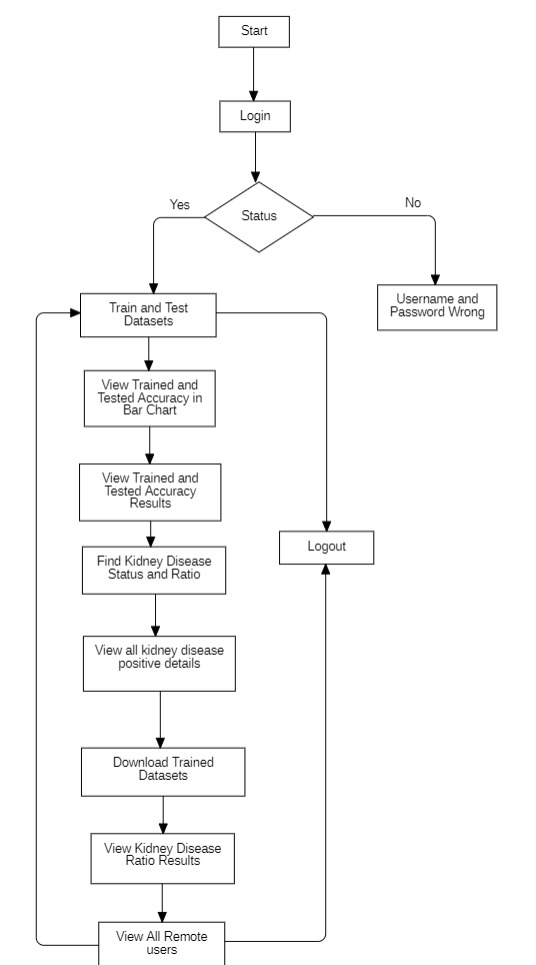 Start
Login
Status
Yes
No
Username and
Password Wrong
Train and Test
Datasets
View Trained and
Tested Accuracy in
Bar Chart
View Trained and
Tested Accuracy
Results
Logout
Find Kidney Disease
Status and Ratio
View all kidney disease
positive details
Download Trained
Datasets
View Kidney Disease
Ratio Results
View All Remote
users